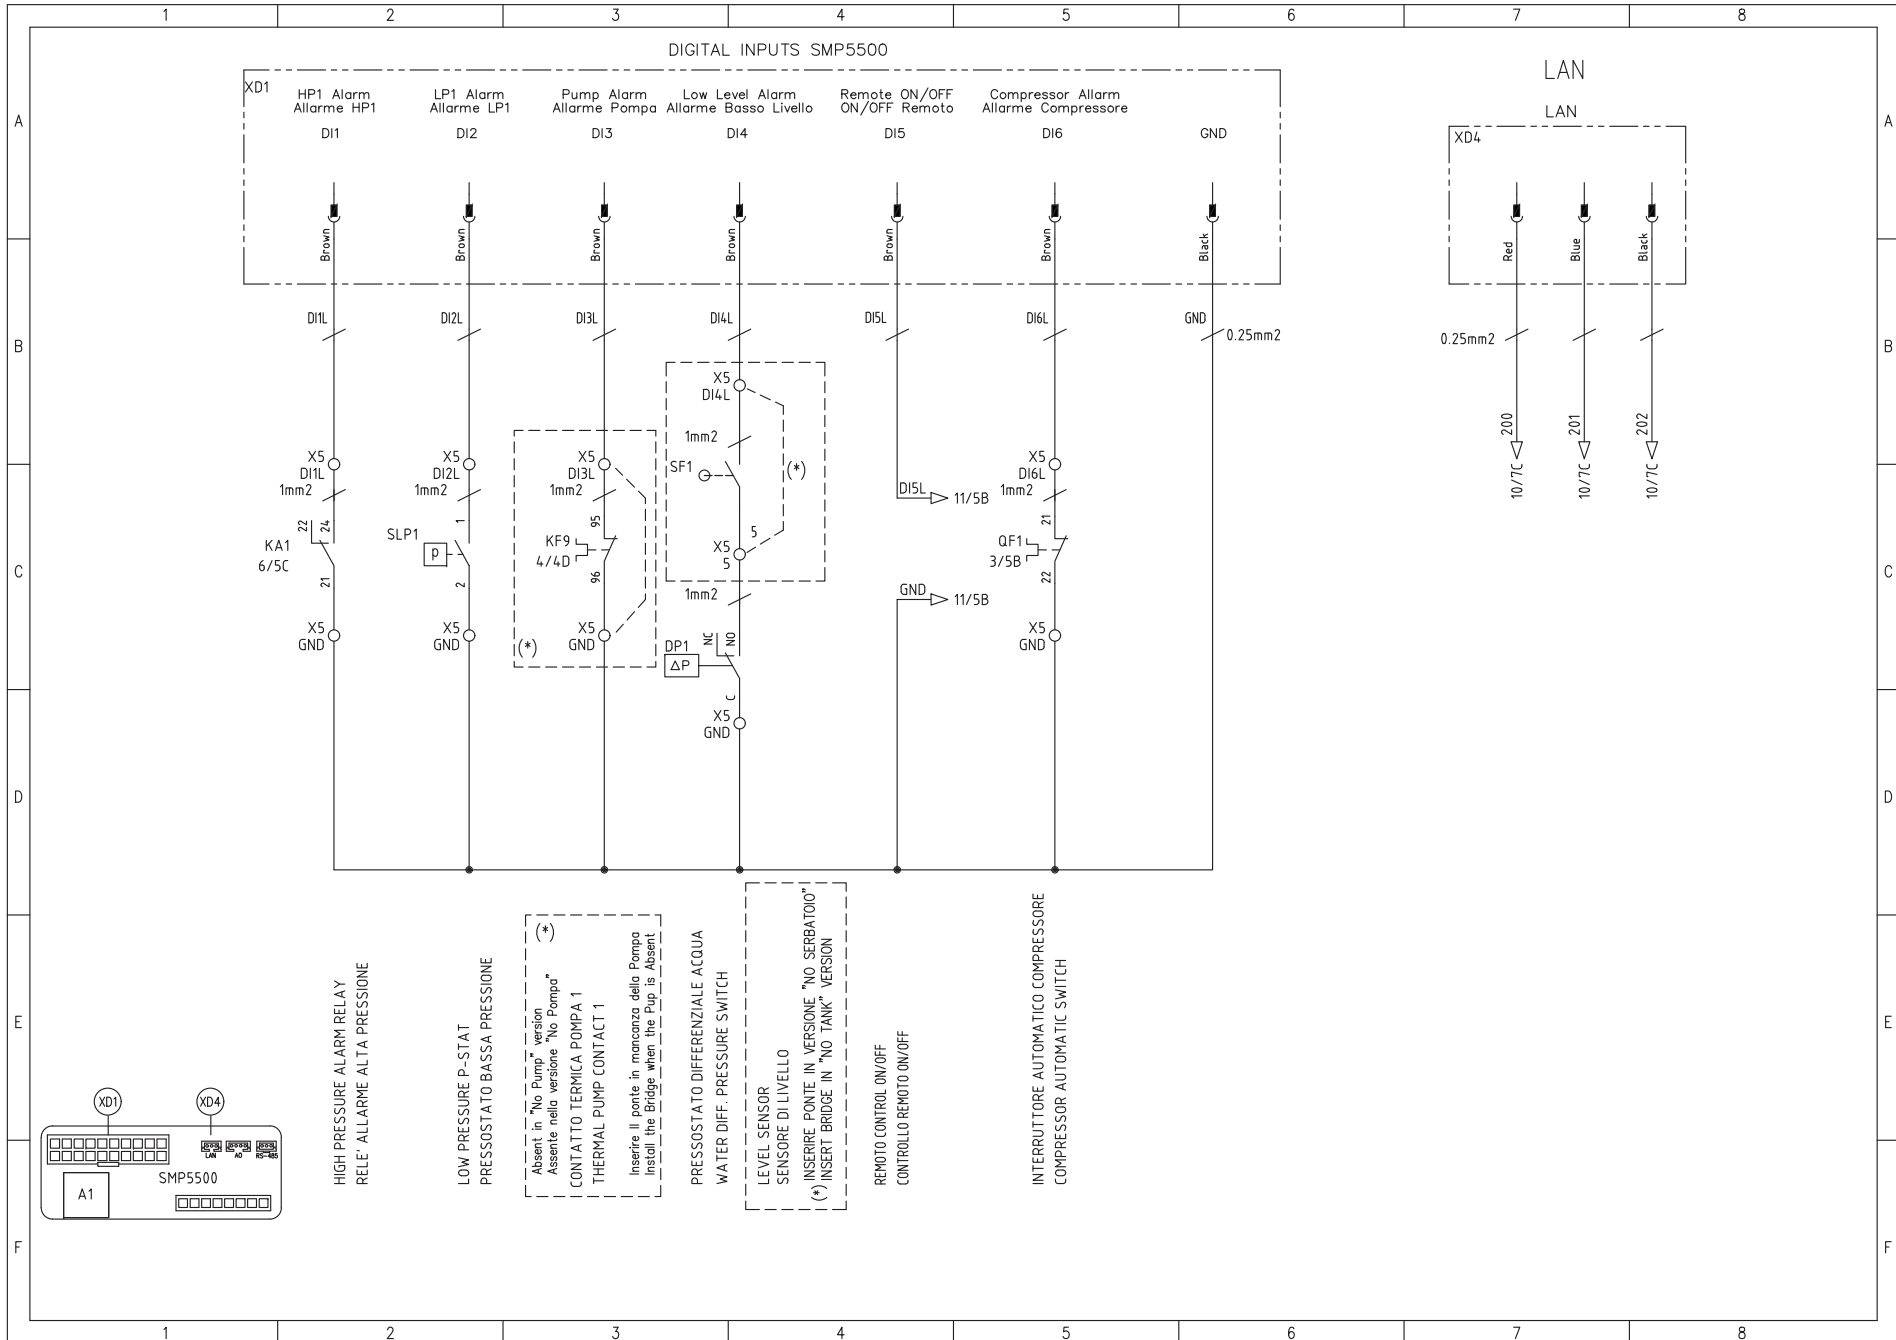 1 2 3 4 5 6 7 8
DIGITAL INPUTS SMP5500
LAN
LAN
XD1
HP1 Alarm
Allarme HP1
DI1
LP1 Alarm
Allarme LP1
DI2
Pump Alarm
Allarme Pompa
DI3
Low Level Alarm
Allarme Basso Livello
DI4
Remote ON/OFF
ON/OFF Remoto
DI5
Compressor Allarm
Allarme Compressore
DI6
GND
XD4
A
A
Brown
Brown
Brown
Brown
Brown
Brown
Black
Red
Blue
Black
DI1L
DI2L
DI3L
DI4L
DI5L
DI6L
GND
0.25mm2
0.25mm2
B
B
X5
DI4L
1mm2
SF1
(*)
5
X5
5
1mm2
200
201
202
10/7C
10/7C
10/7C
X5
DI1L
1mm2
22
24
KA1
6/5C
21
X5
GND
X5
DI2L
1mm2
1
SLP1
P
2
X5
GND
X5
DI3L
1mm2
95
KF9
4/4D
96
X5
GND
(*)
NC
NO
DP1
ΔP
C
X5
GND
DI5L
11/5B
GND
11/5B
X5
DI6L
1mm2
21
QF1
3/5B
22
X5
GND
C
C
D
D
HIGH PRESSURE ALARM RELAY
RELE' ALLARME ALTA PRESSIONE
LOW PRESSURE P-STAT
PRESSOSTATO BASSA PRESSIONE
(*)
Absent in "No Pump" version
Assente nella versione "No Pompa"
CONTATTO TERMICA POMPA 1
THERMAL PUMP CONTACT 1
Inserire Il ponte in mancanza della Pompa
Install the Bridge when the Pup is Absent
PRESSOSTATO DIFFERENZIALE ACQUA
WATER DIFF. PRESSURE SWITCH
LEVEL SENSOR
SENSORE DI LIVELLO
INSERIRE PONTE IN VERSIONE "NO SERBATOIO"
(*) INSERT BRIDGE IN "NO TANK" VERSION
REMOTO CONTROL ON/OFF
CONTROLLO REMOTO ON/OFF
INTERRUTTORE AUTOMATICO COMPRESSORE
COMPRESSOR AUTOMATIC SWITCH
E
E
XD1
XD4
LAN
AO
RS-485
SMP5500
A1
F
F
1 2 3 4 5 6 7 8